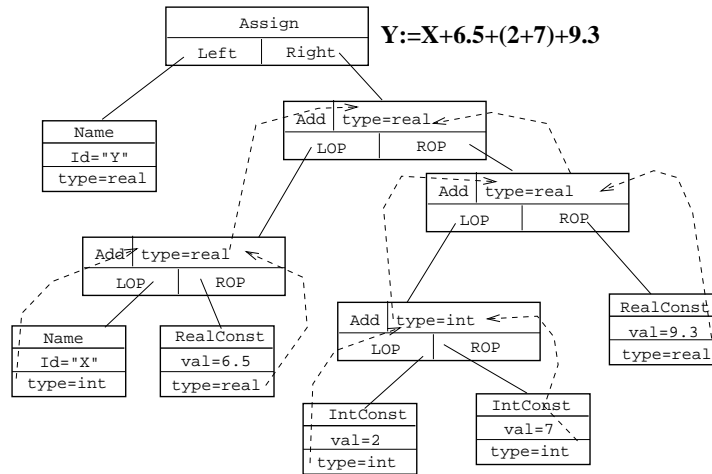 Assign
Y:=X+6.5+(2+7)+9.3
Left Right
Name
Id="Y"
type=real
Add type=real
LOP ROP
Add type=real
LOP ROP
Add type=real
LOP ROP
Name
Id="X"
type=int
RealConst
val=6.5
type=real
Add type=int
LOP ROP
RealConst
val=9.3
type=real
IntConst
val=2
type=int
IntConst
val=7
type=int